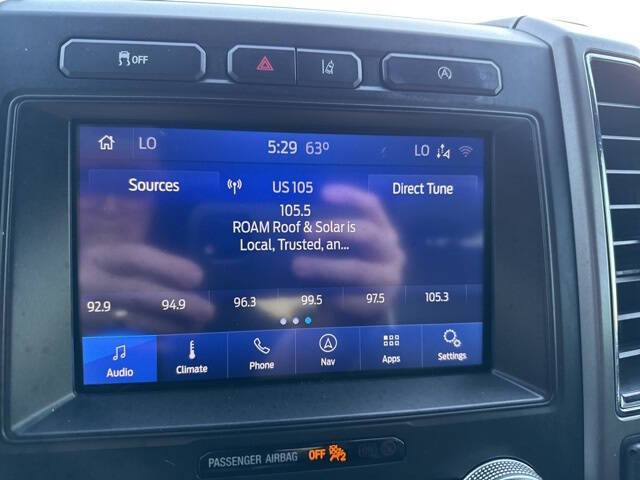 OFF
LO 5:29 63° LO
Sources US 105 Direct Tune
105.5
ROAM Roof & Solar is
Local, Trusted, an...
92.9 94.9 96.3 99.5 97.5 105.3
Audio Climate Phone Nav Apps Settings
PASSENGER AIRBAG OFF 2